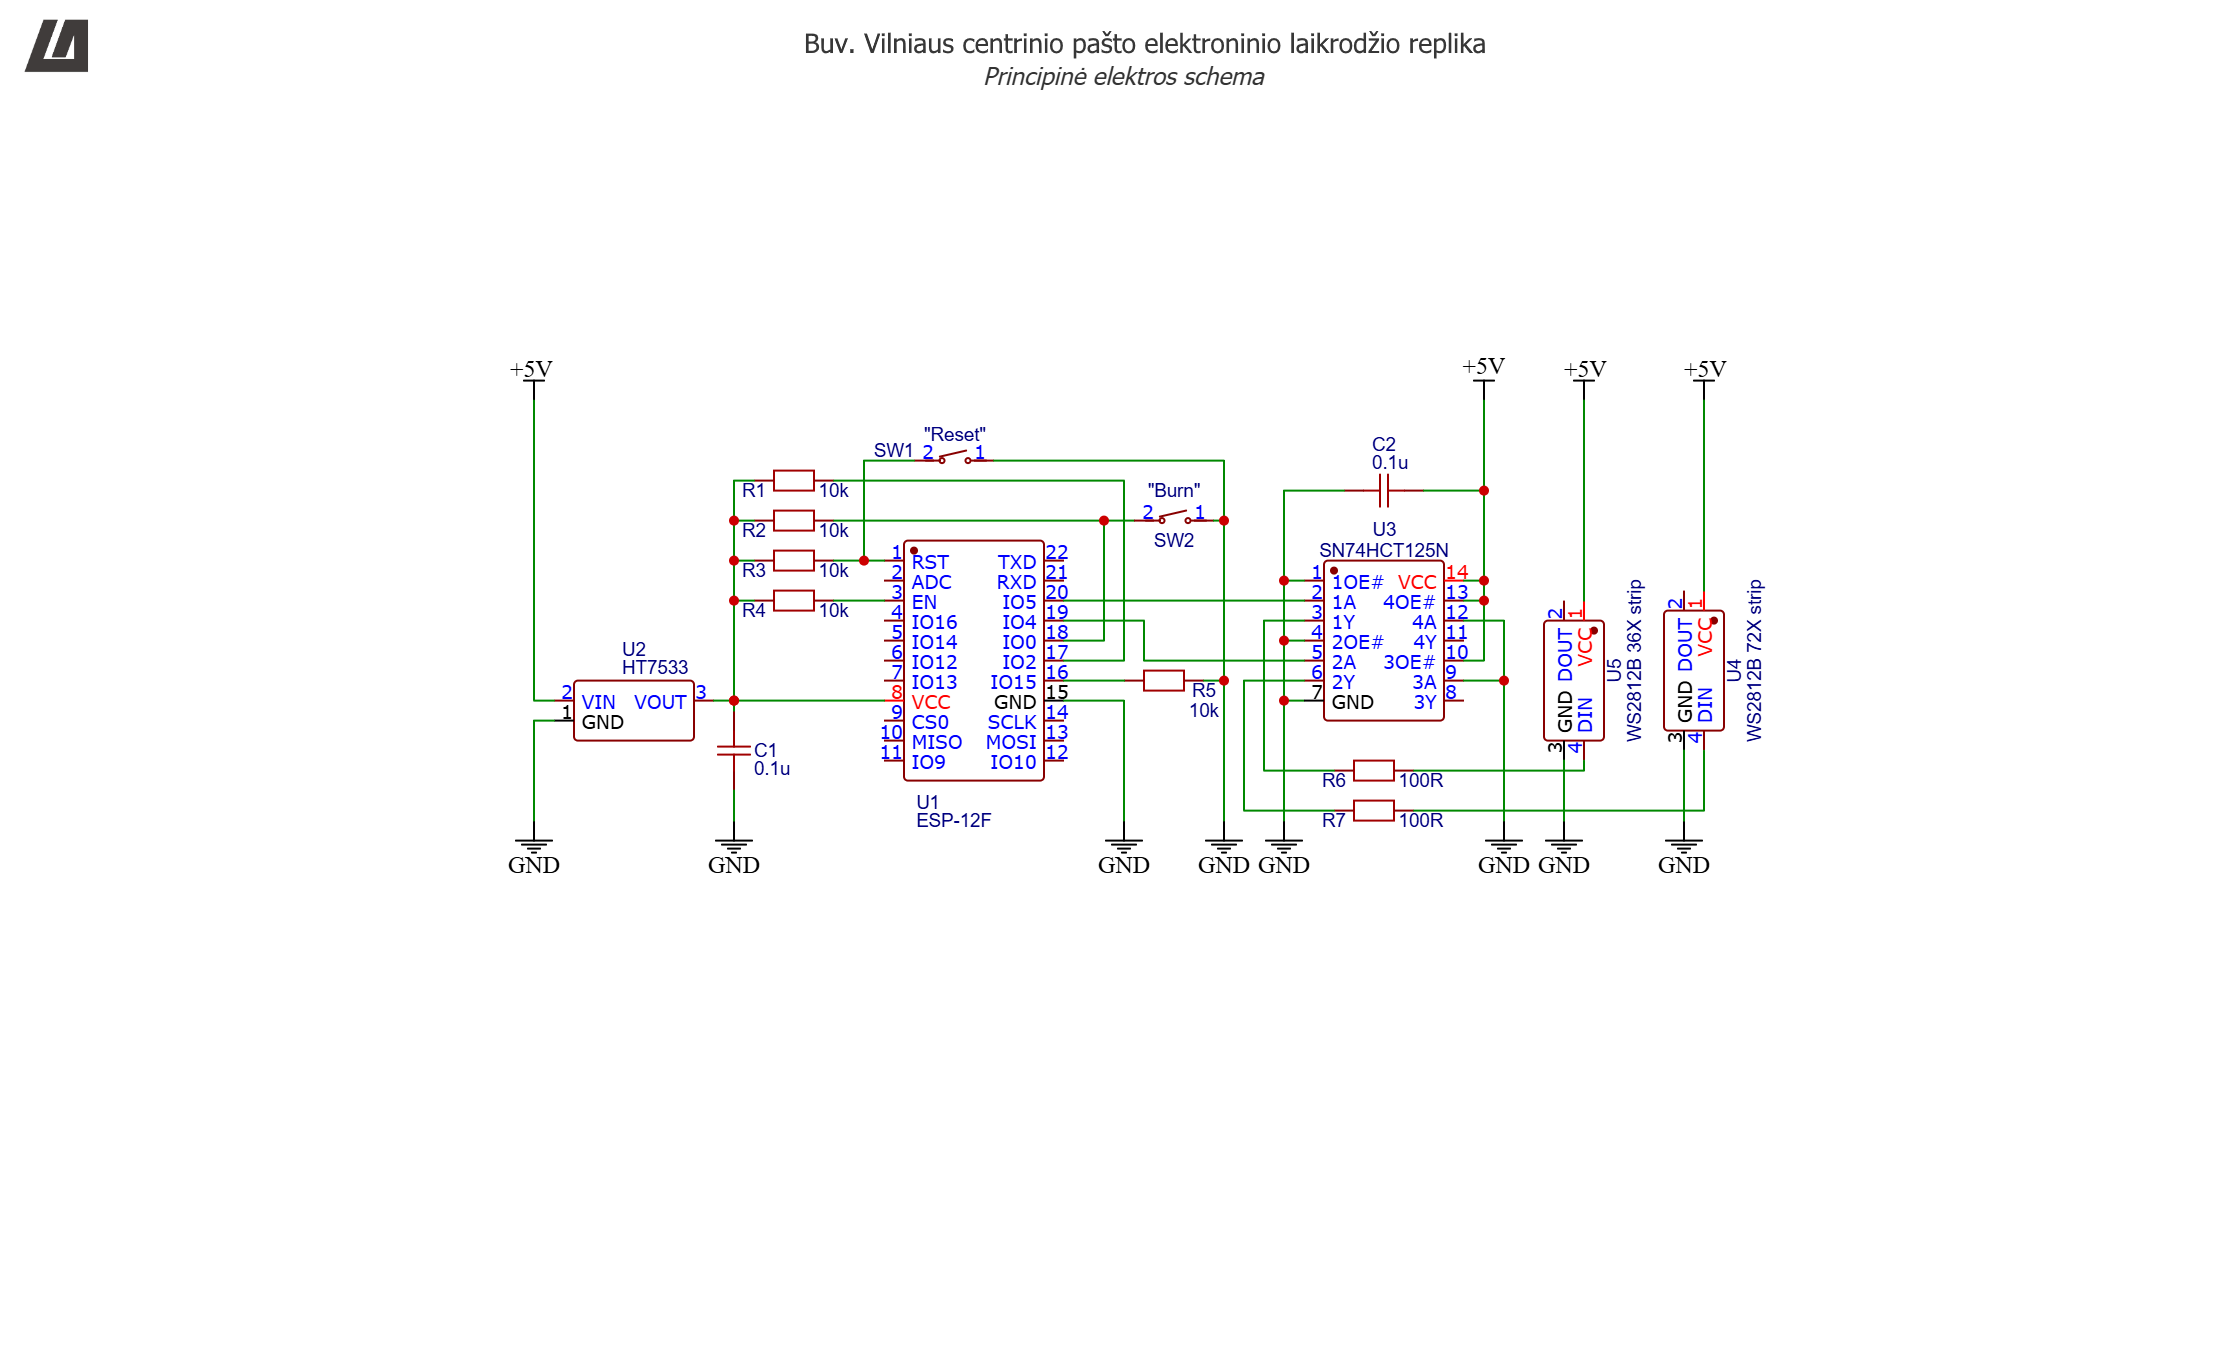 Buv. Vilniaus centrinio pašto elektroninio laikrodžio replika
Principinė elektros schema
+5V
+5V
+5V
+5V
"Reset"
SW1
2
1
R1
10k
R2
10k
R3
10k
R4
10k
"Burn"
2
1
SW2
C2
0.1u
U2
HT7533
2
VIN
VOUT
3
1
GND
C1
0.1u
1
RST
TXD
22
2
ADC
RXD
21
3
EN
IO5
20
4
IO16
IO4
19
5
IO14
IO0
18
6
IO12
IO2
17
7
IO13
IO15
16
8
VCC
GND
15
9
CS0
SCLK
14
10
MISO
MOSI
13
11
IO9
IO10
12
U1
ESP-12F
R5
10k
U3
SN74HCT125N
1
1OE#
VCC
14
2
1A
4OE#
13
3
1Y
4A
12
4
2OE#
4Y
11
5
2A
3OE#
10
6
2Y
3A
9
7
GND
3Y
8
R6
100R
R7
100R
2
1
DOUT
VCC
GND
DIN
3
4
U5
WS2812B 36X strip
2
1
DOUT
VCC
GND
DIN
3
4
U4
WS2812B 72X strip
GND
GND
GND
GND
GND
GND
GND
GND